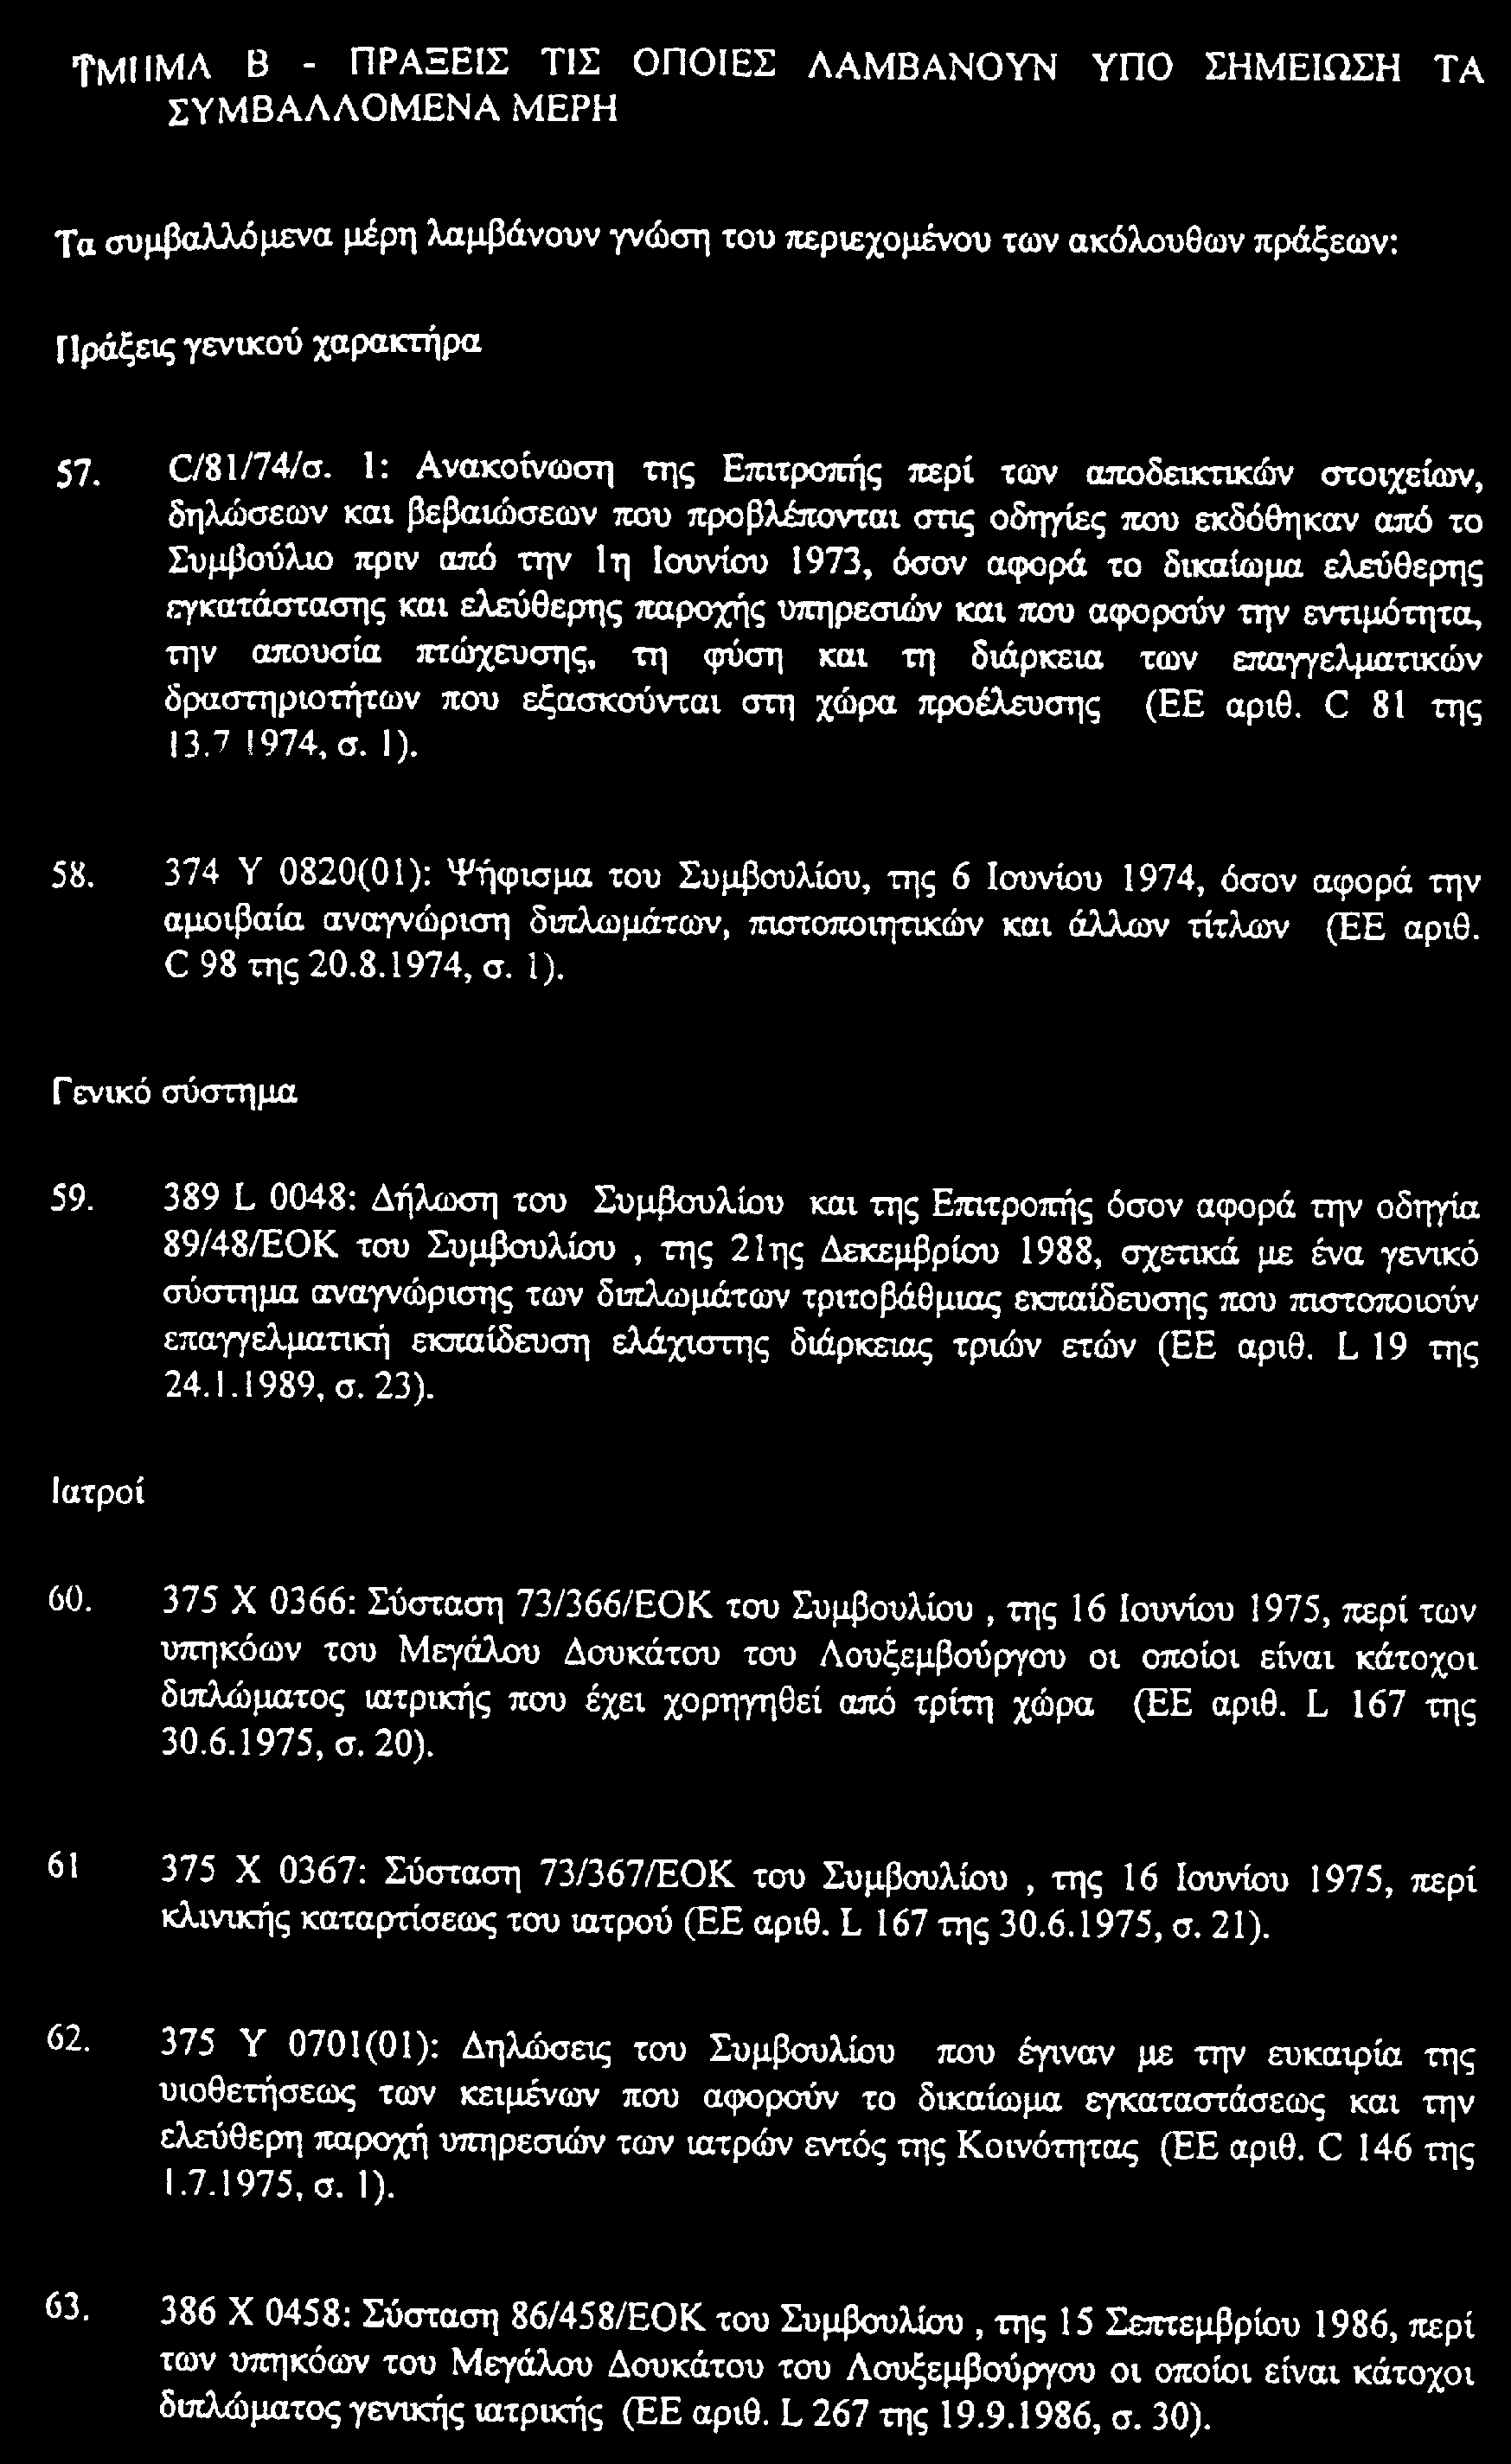 ΤΜΗΜΑ Β - ΠΡΑΞΕΙΣ ΤΙΣ ΟΠΟΙΕΣ ΛΑΜΒΑΝΟΥΝ ΥΠΟ ΣΗΜΕΙΩΣΗ ΤΑ
ΣΥΜΒΑΛΛΟΜΕΝΑ ΜΕΡΗ
Τα συμβαλλόμενα μέρη λαμβάνουν γνώση του περιεχομένου των ακόλουθων πράξεων:
Πράξεις γενικού χαρακτήρα
57. C/81/74/σ. 1: Ανακοίνωση της Επιτροπής περί των αποδεικτικών στοιχείων,
δηλώσεων και βεβαιώσεων που προβλέπονται στις οδηγίες που εκδόθηκαν από το
Συμβούλιο πριν από την 1η Ιουνίου 1973, όσον αφορά το δικαίωμα ελεύθερης
εγκατάστασης και ελεύθερης παροχής υπηρεσιών και που αφορούν την εντιμότητα,
την απουσία πτώχευσης, τη φύση και τη διάρκεια των επαγγελματικών
δραστηριοτήτων που εξασκούνται στη χώρα προέλευσης (ΕΕ αριθ. C 81 της
13.7 1974, σ. 1).
58. 374 Y 0820(01): Ψήφισμα του Συμβουλίου, της 6 Ιουνίου 1974, όσον αφορά την
αμοιβαία αναγνώριση διπλωμάτων, πιστοποιητικών και άλλων τίτλων (ΕΕ αριθ.
C 98 της 20.8.1974, σ. 1).
Γενικό σύστημα
59. 389 L 0048: Δήλωση του Συμβουλίου και της Επιτροπής όσον αφορά την οδηγία
89/48/ΕΟΚ του Συμβουλίου , της 21ης Δεκεμβρίου 1988, σχετικά με ένα γενικό
σύστημα αναγνώρισης των διπλωμάτων τριτοβάθμιας εκπαίδευσης που πιστοποιούν
επαγγελματική εκπαίδευση ελάχιστης διάρκειας τριών ετών (ΕΕ αριθ. L 19 της
24.1.1989, σ. 23).
Ιατροί
60. 375 X 0366: Σύσταση 73/366/ΕΟΚ του Συμβουλίου , της 16 Ιουνίου 1975, περί των
υπηκόων του Μεγάλου Δουκάτου του Λουξεμβούργου οι οποίοι είναι κάτοχοι
διπλώματος ιατρικής που έχει χορηγηθεί από τρίτη χώρα (ΕΕ αριθ. L 167 της
30.6.1975, σ. 20).
61 375 X 0367: Σύσταση 73/367/ΕΟΚ του Συμβουλίου , της 16 Ιουνίου 1975, περί
κλινικής καταρτίσεως του ιατρού (ΕΕ αριθ. L 167 της 30.6.1975, σ. 21).
62. 375 Y 0701(01): Δηλώσεις του Συμβουλίου που έγιναν με την ευκαιρία της
υιοθετήσεως των κειμένων που αφορούν το δικαίωμα εγκαταστάσεως και την
ελεύθερη παροχή υπηρεσιών των ιατρών εντός της Κοινότητας (ΕΕ αριθ. C 146 της
1.7.1975, σ. 1).
63. 386 X 0458: Σύσταση 86/458/ΕΟΚ του Συμβουλίου , της 15 Σεπτεμβρίου 1986, περί
των υπηκόων του Μεγάλου Δουκάτου του Λουξεμβούργου οι οποίοι είναι κάτοχοι
διπλώματος γενικής ιατρικής (ΕΕ αριθ. L 267 της 19.9.1986, σ. 30).